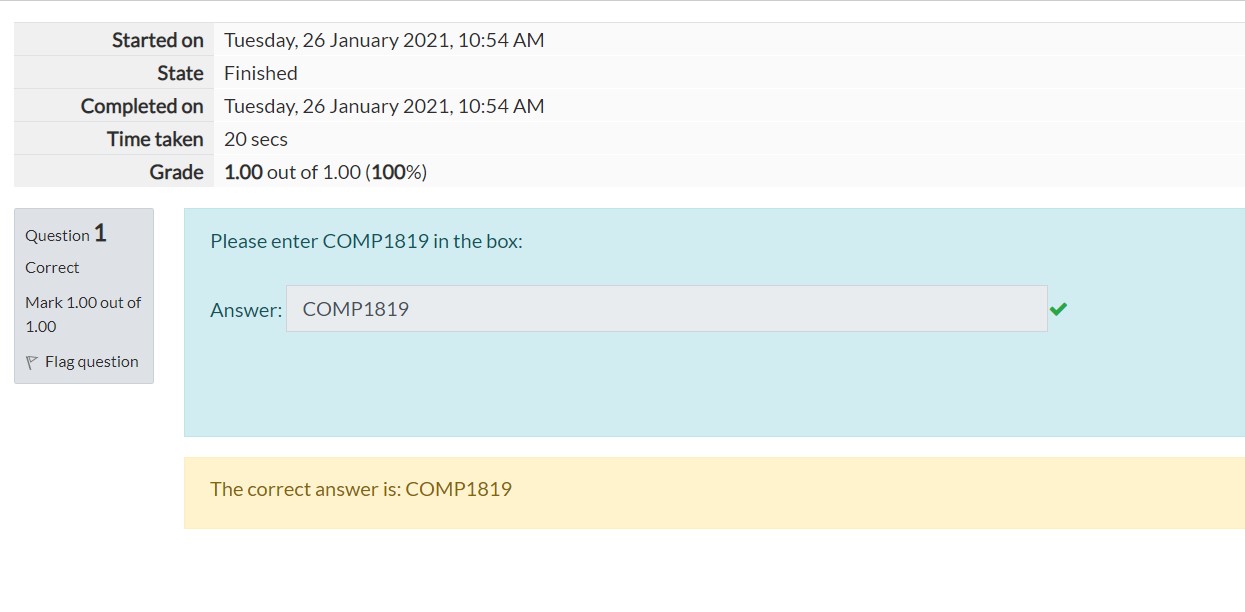 Started on Tuesday, 26 January 2021, 10:54 AM
State Finished
Completed on Tuesday, 26 January 2021, 10:54 AM
Time taken 20 secs
Grade 1.00 out of 1.00 (100%)
Question 1
Correct
Mark 1.00 out of
1.00
Flag question
Please enter COMP1819 in the box:
Answer: COMP1819
The correct answer is: COMP1819